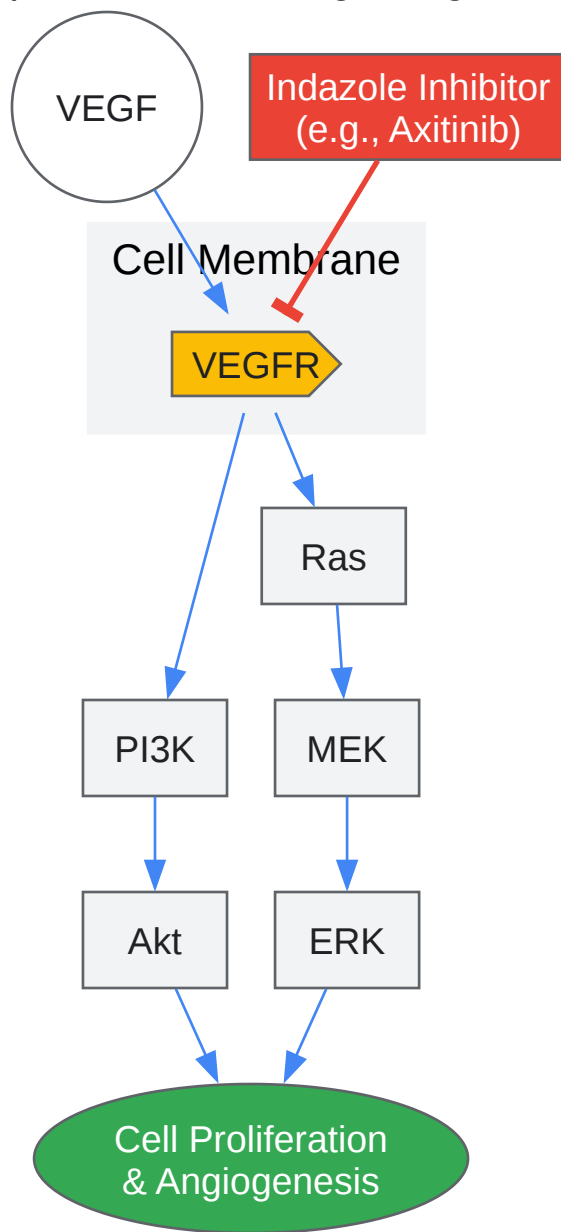 VEGF
Indazole Inhibitor
(e.g., Axitinib)
Cell Membrane
VEGFR
Ras
PI3K
MEK
Akt
ERK
Cell Proliferation
& Angiogenesis